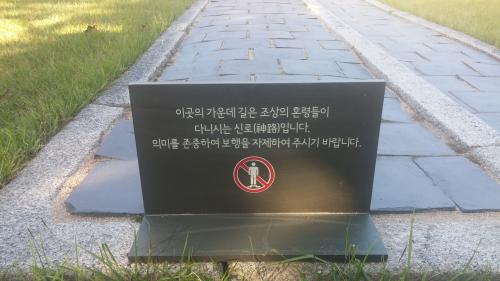 이곳의 가운데 길은 조상의 혼령들이
다니시는 신로(神路)입니다.
의미를 존중하여 보행을 자제하여 주시기 바랍니다.